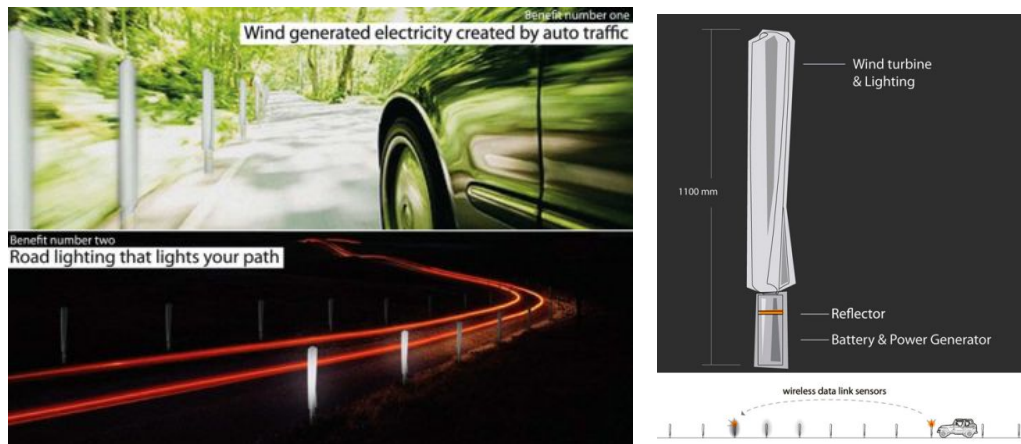 Benefit number one
Wind generated electricity created by auto traffic
Benefit number two
Road lighting that lights your path
Wind turbine
& Lighting
1100 mm
Reflector
Battery & Power Generator
wireless data link sensors